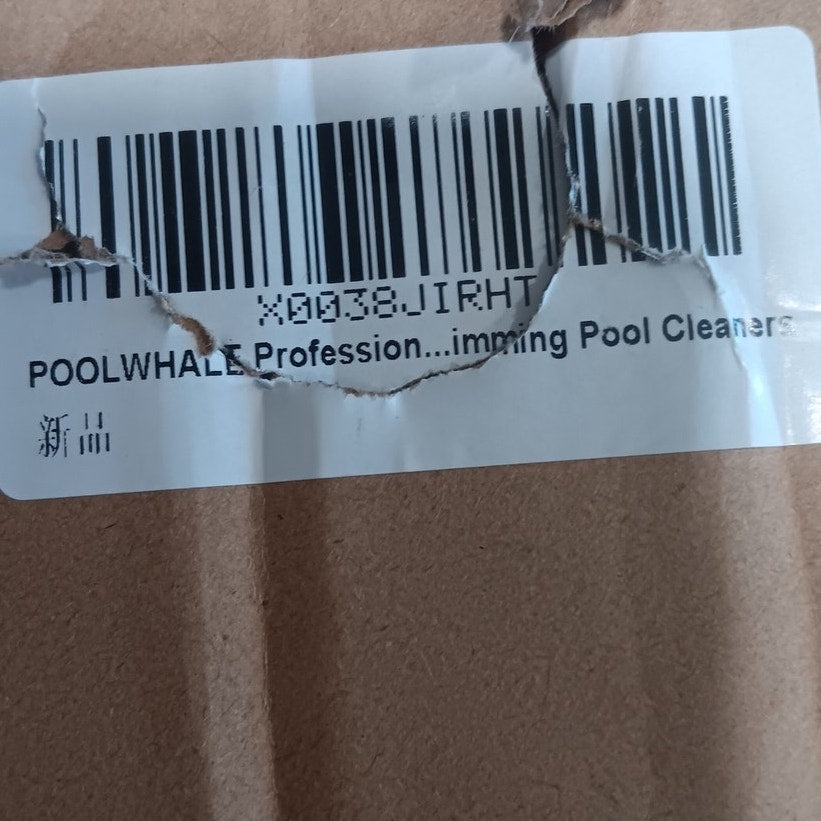 X0038JIRHT
POOLWHALE Profession...imming Pool Cleaners
新品